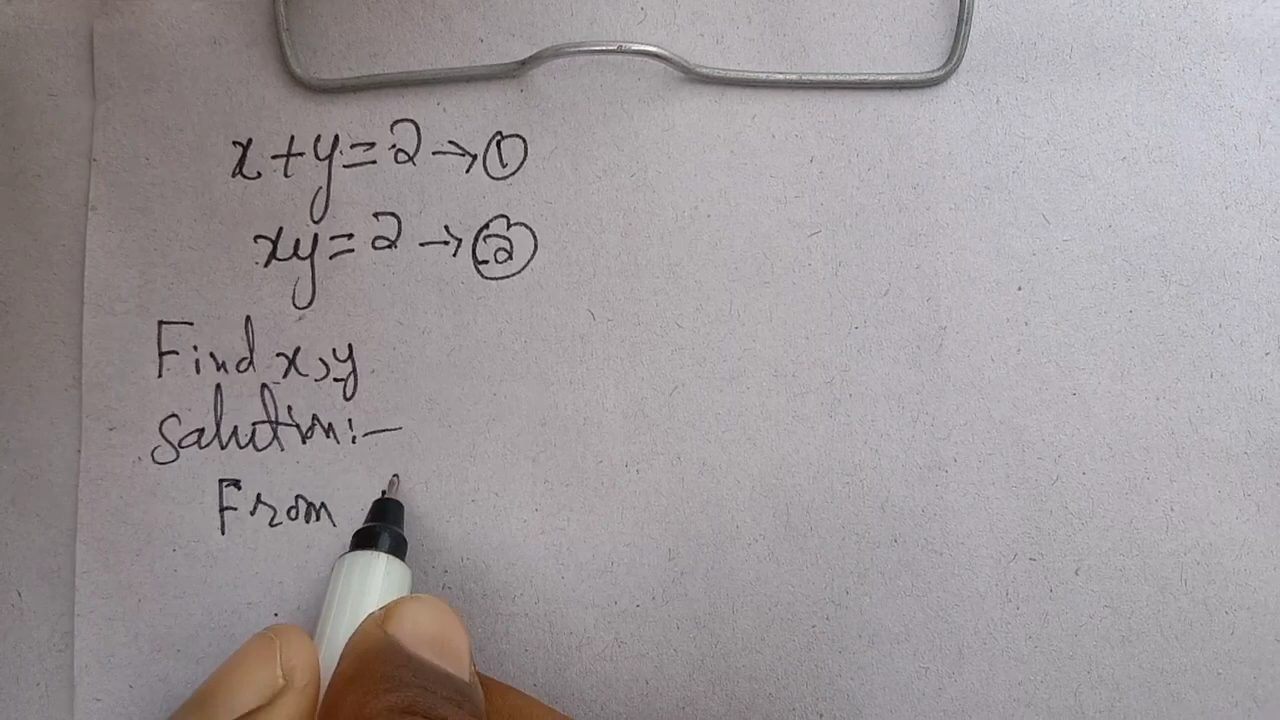 x+y=2→①
xy=2→②
Find x,y
Solution:-
From